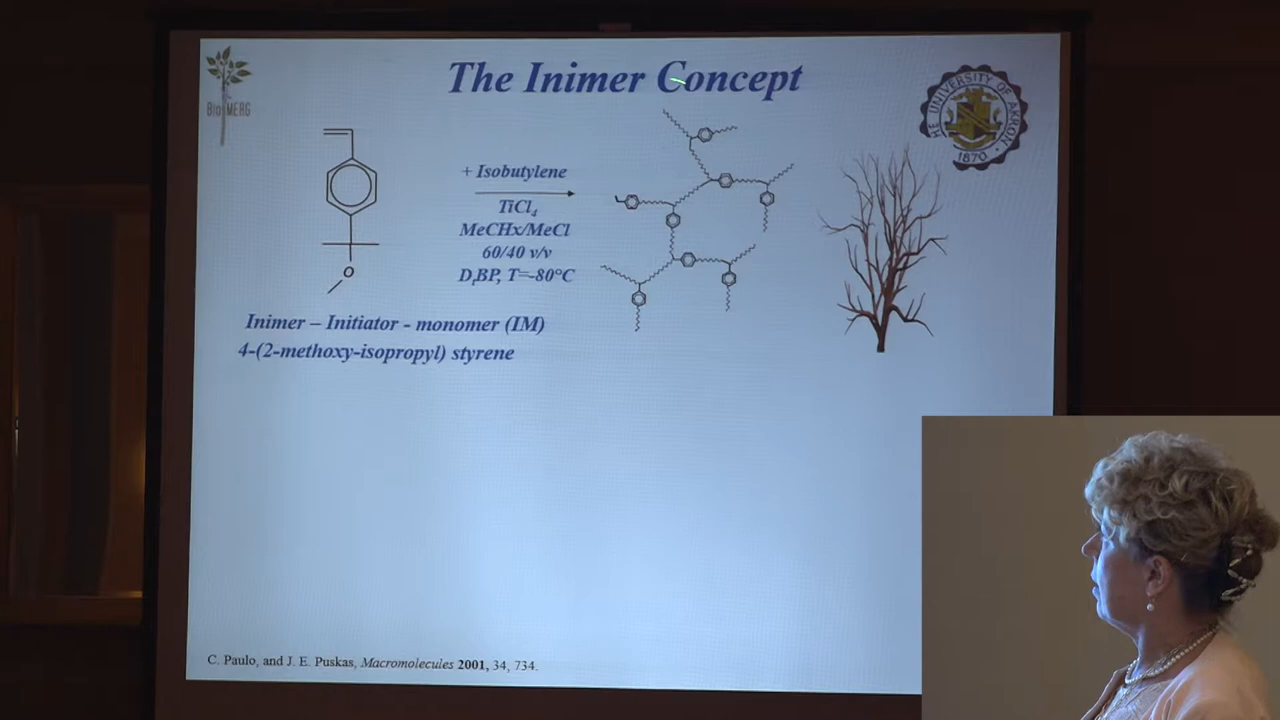 The Inimer Concept
BioMERG
THE UNIVERSITY OF AKRON
1870
+ Isobutylene
TiCl4
MeCHx/MeCl
60/40 v/v
DtBP, T=-80°C
O
Inimer – Initiator - monomer (IM)
4-(2-methoxy-isopropyl) styrene
C. Paulo, and J. E. Puskas, Macromolecules 2001, 34, 734.